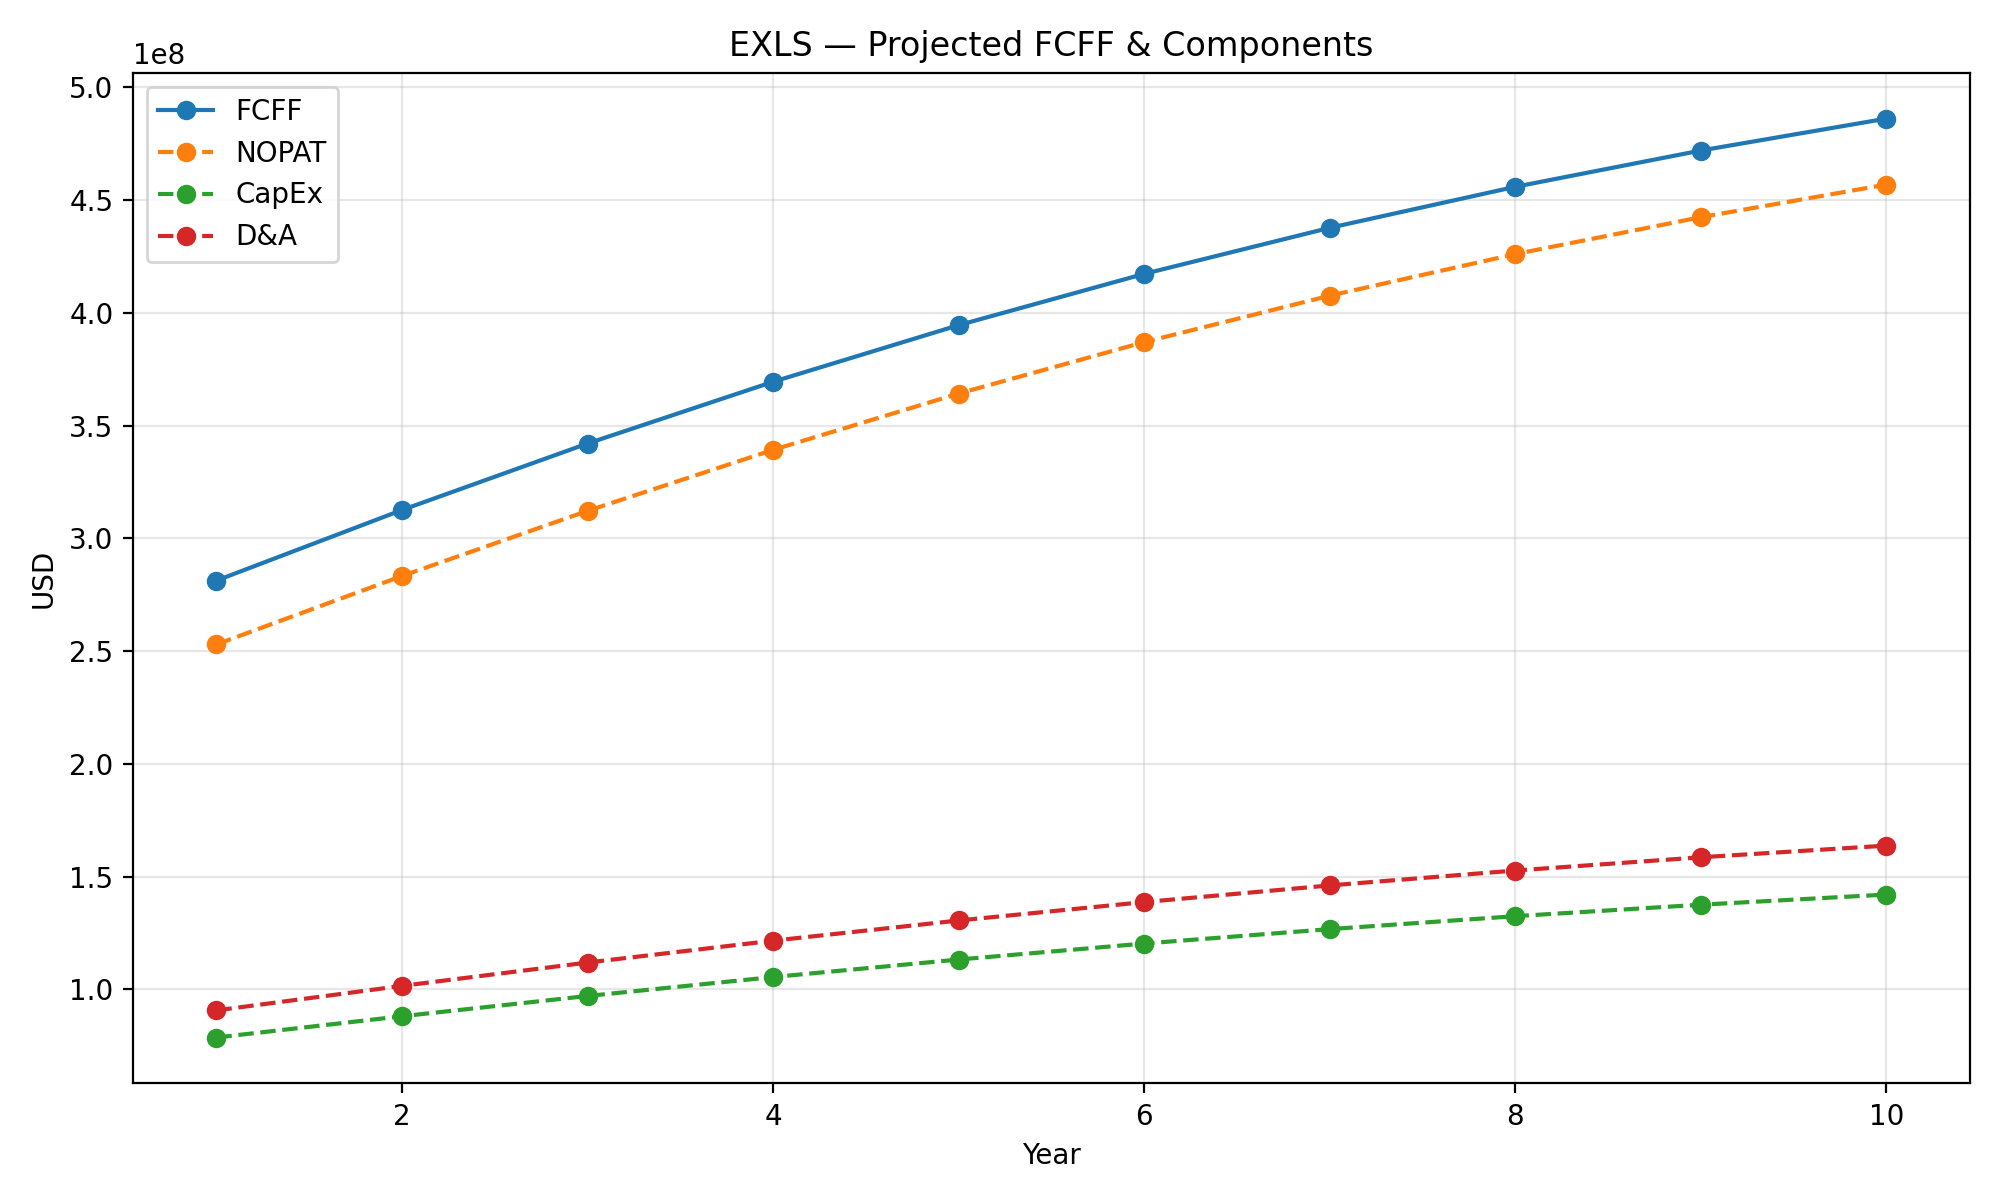 EXLS — Projected FCFF & Components
1e8
5.0
4.5
4.0
3.5
3.0
2.5
2.0
1.5
1.0
USD
FCFF
NOPAT
CapEx
D&A
2
4
6
8
10
Year